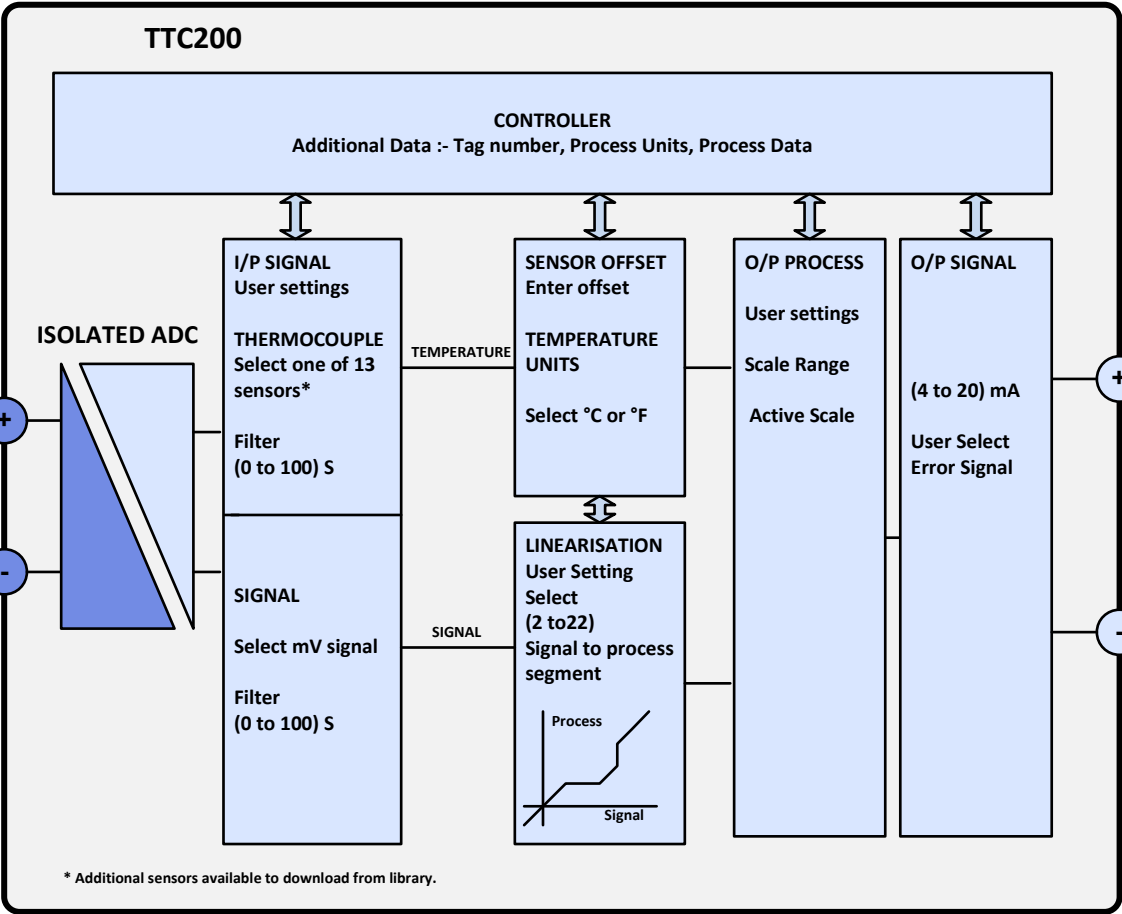 TTC200
CONTROLLER
Additional Data :- Tag number, Process Units, Process Data
ISOLATED ADC
+
-
I/P SIGNAL
User settings
THERMOCOUPLE
Select one of 13
sensors*
Filter
(0 to 100) S
SIGNAL
Select mV signal
Filter
(0 to 100) S
TEMPERATURE
SIGNAL
SENSOR OFFSET
Enter offset
TEMPERATURE
UNITS
Select °C or °F
LINEARISATION
User Setting
Select
(2 to22)
Signal to process
segment
Process
Signal
O/P PROCESS
User settings
Scale Range
Active Scale
O/P SIGNAL
(4 to 20) mA
User Select
Error Signal
+
-
* Additional sensors available to download from library.